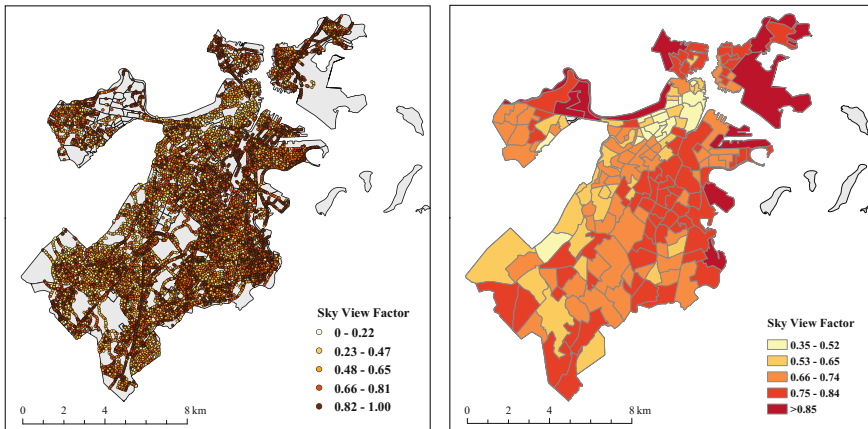 Sky View Factor
0 - 0.22
0.23 - 0.47
0.48 - 0.65
0.66 - 0.81
0.82 - 1.00
0 2 4 8 km
Sky View Factor
0.35 - 0.52
0.53 - 0.65
0.66 - 0.74
0.75 - 0.84
>0.85
0 2 4 8 km